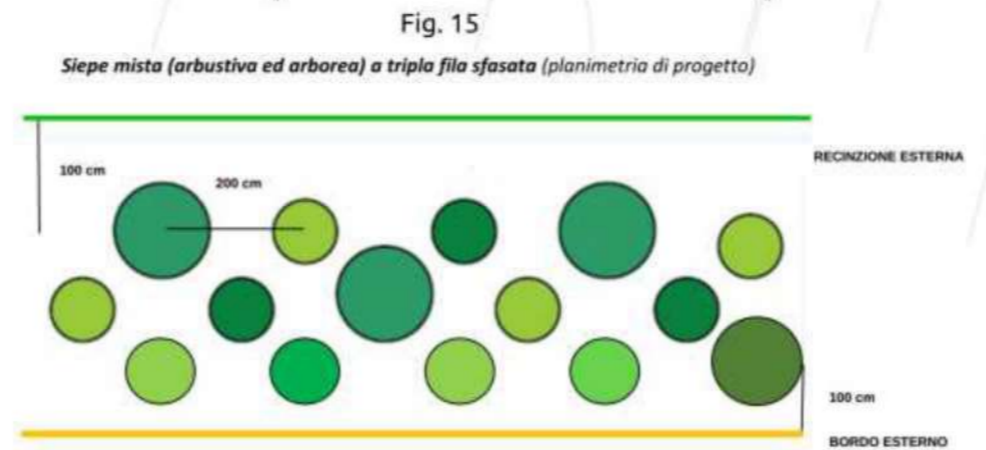 Fig. 15
Siepe mista (arbustiva ed arborea) a tripla fila sfasata (planimetria di progetto)
RECINZIONE ESTERNA
100 cm
200 cm
100 cm
BORDO ESTERNO